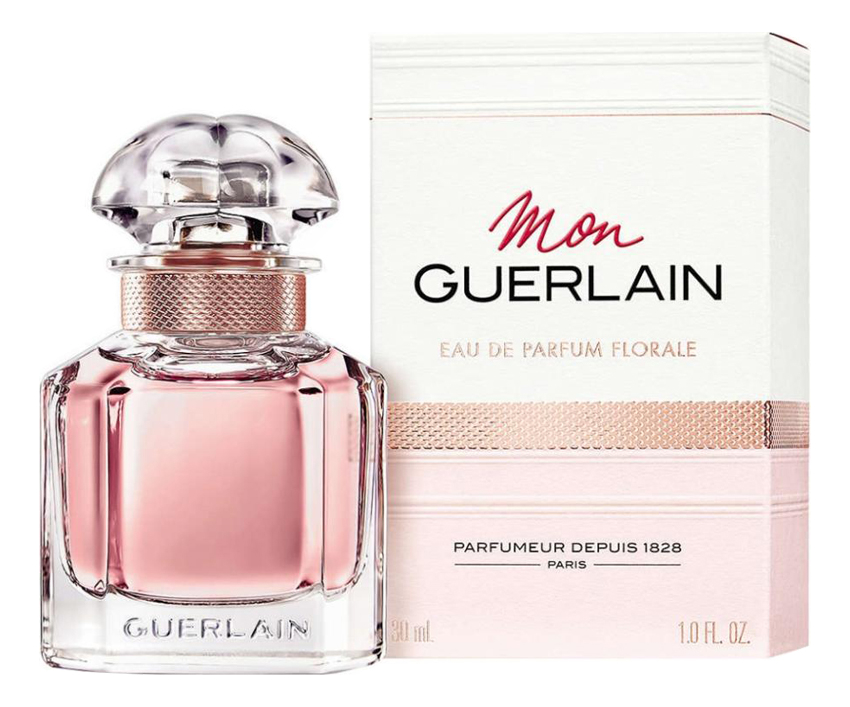 Mon
GUERLAIN
EAU DE PARFUM FLORALE
PARFUMEUR DEPUIS 1828
PARIS
GUERLAIN
30 mL 1.0 FL. OZ.